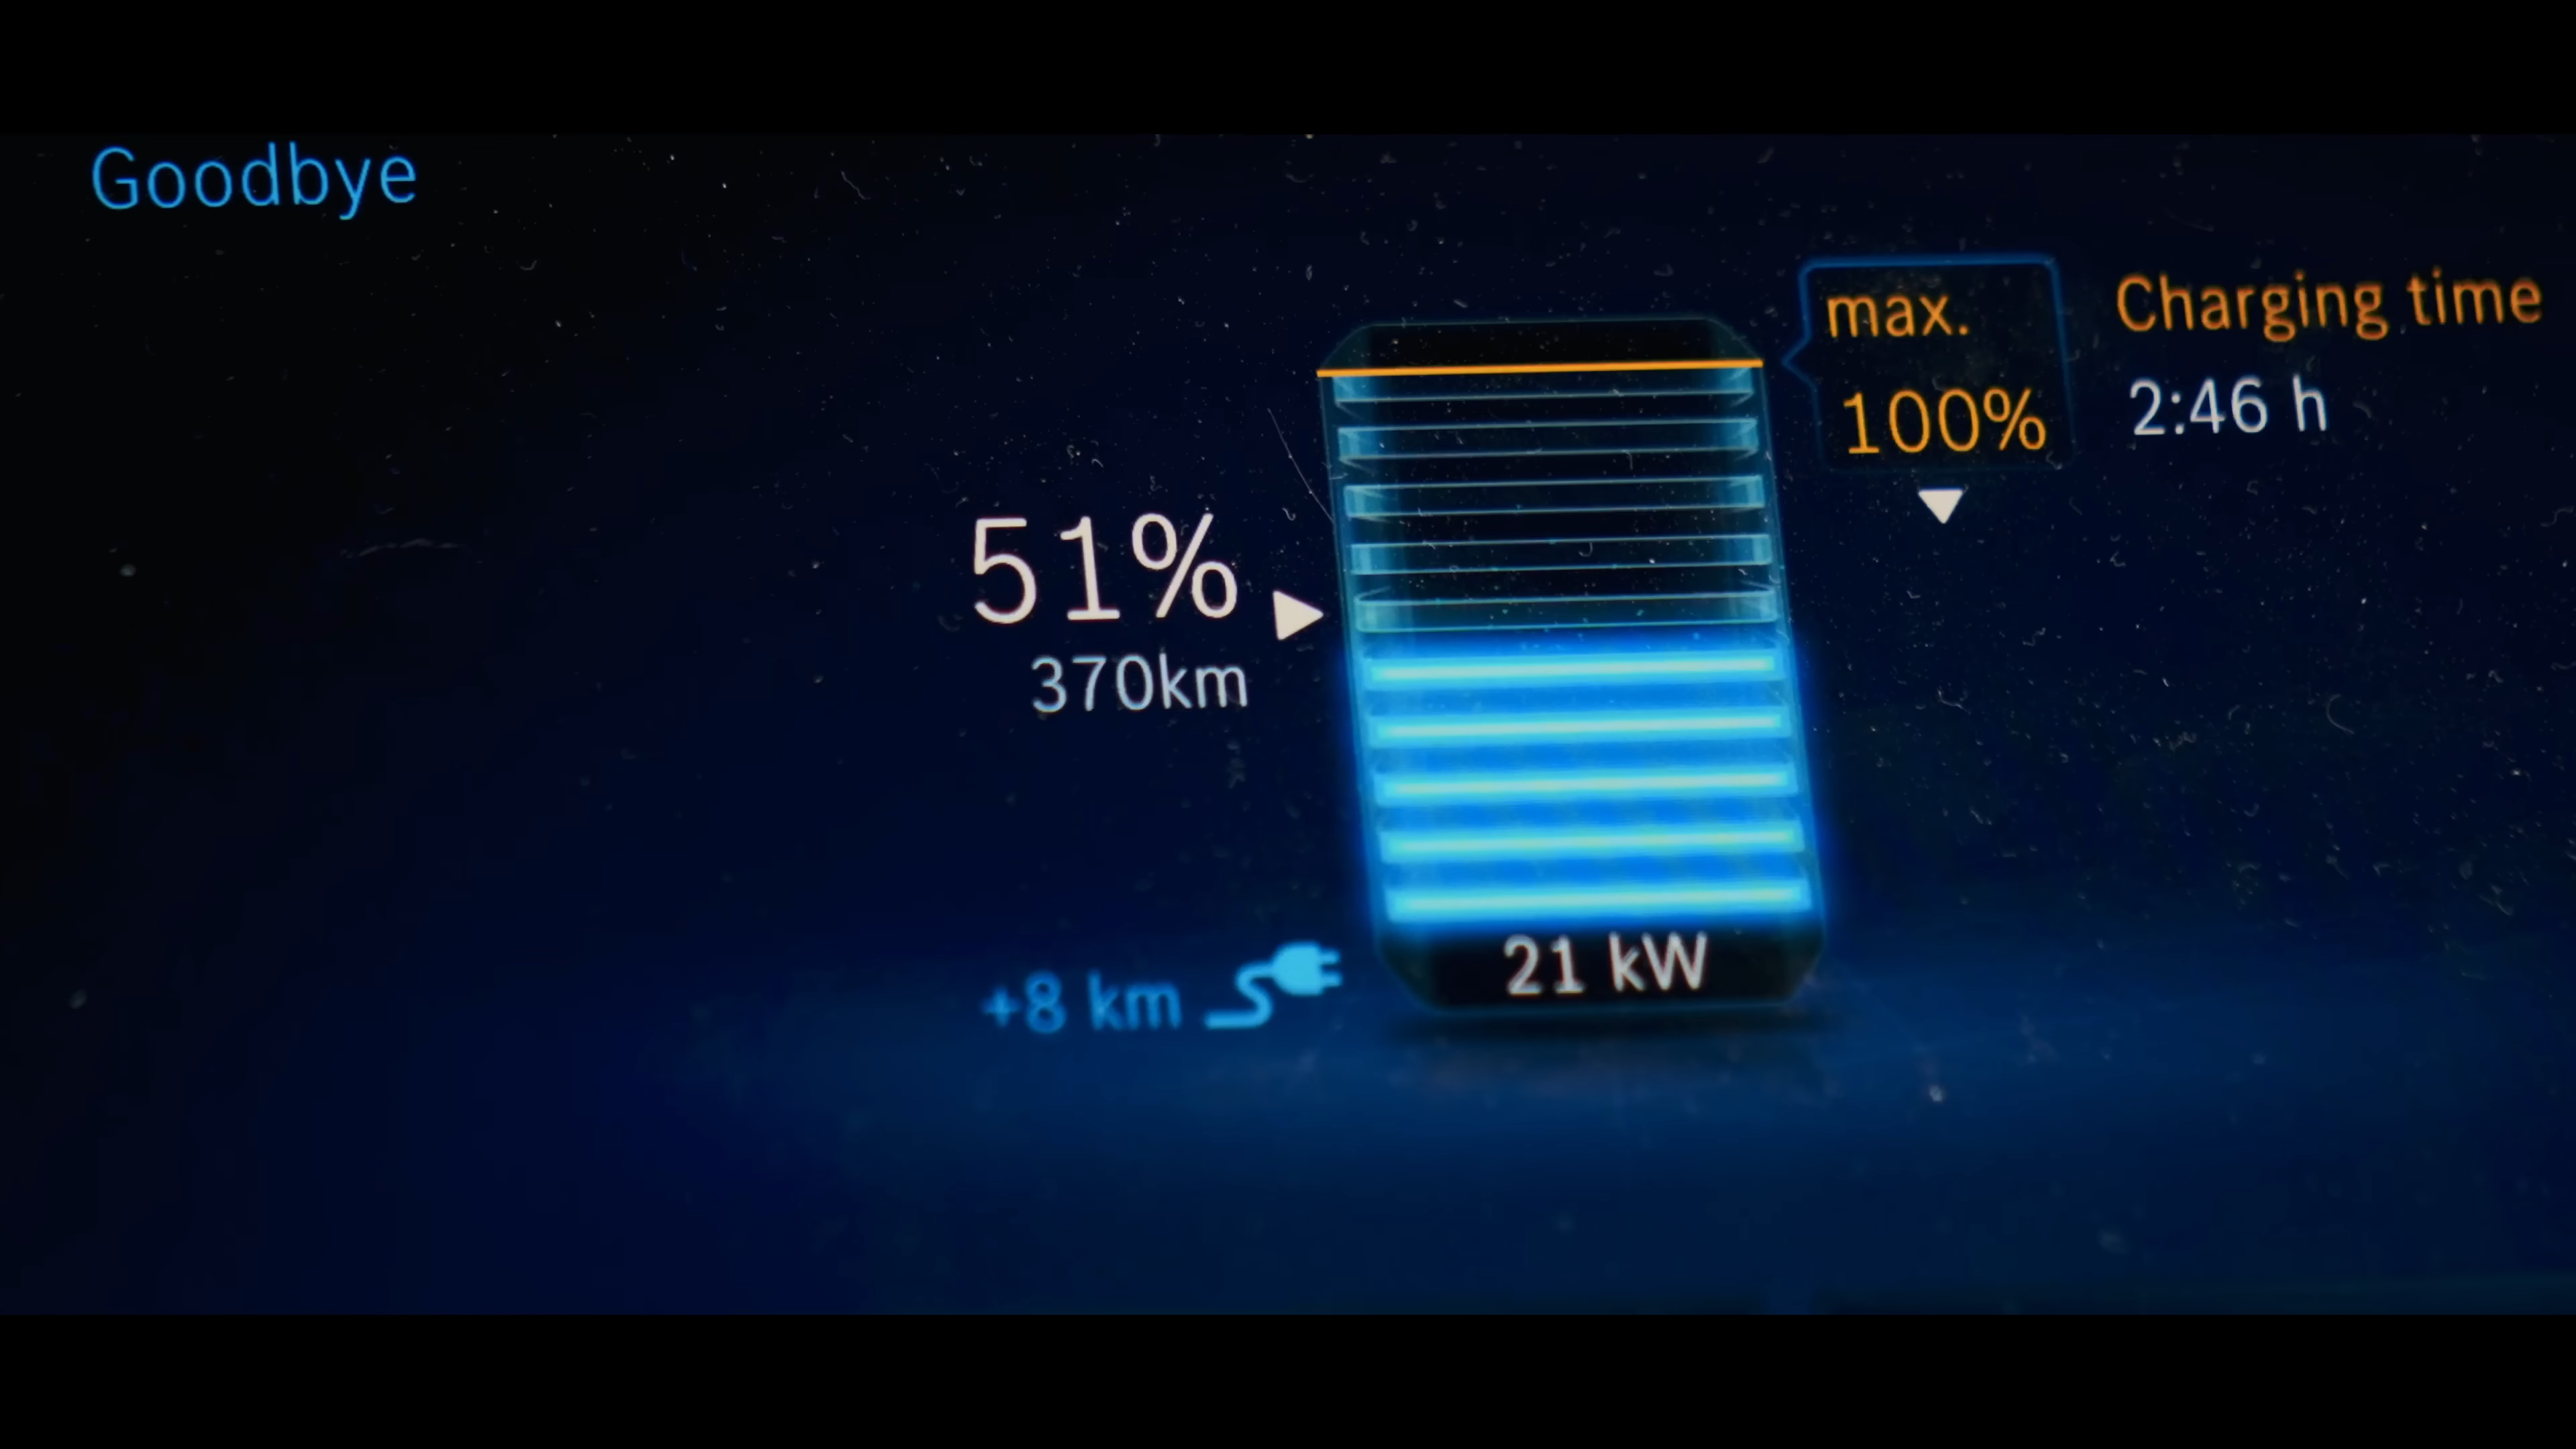 Goodbye
max.
100%
Charging time
2:46 h
51%
370km
+8 km
21 kW